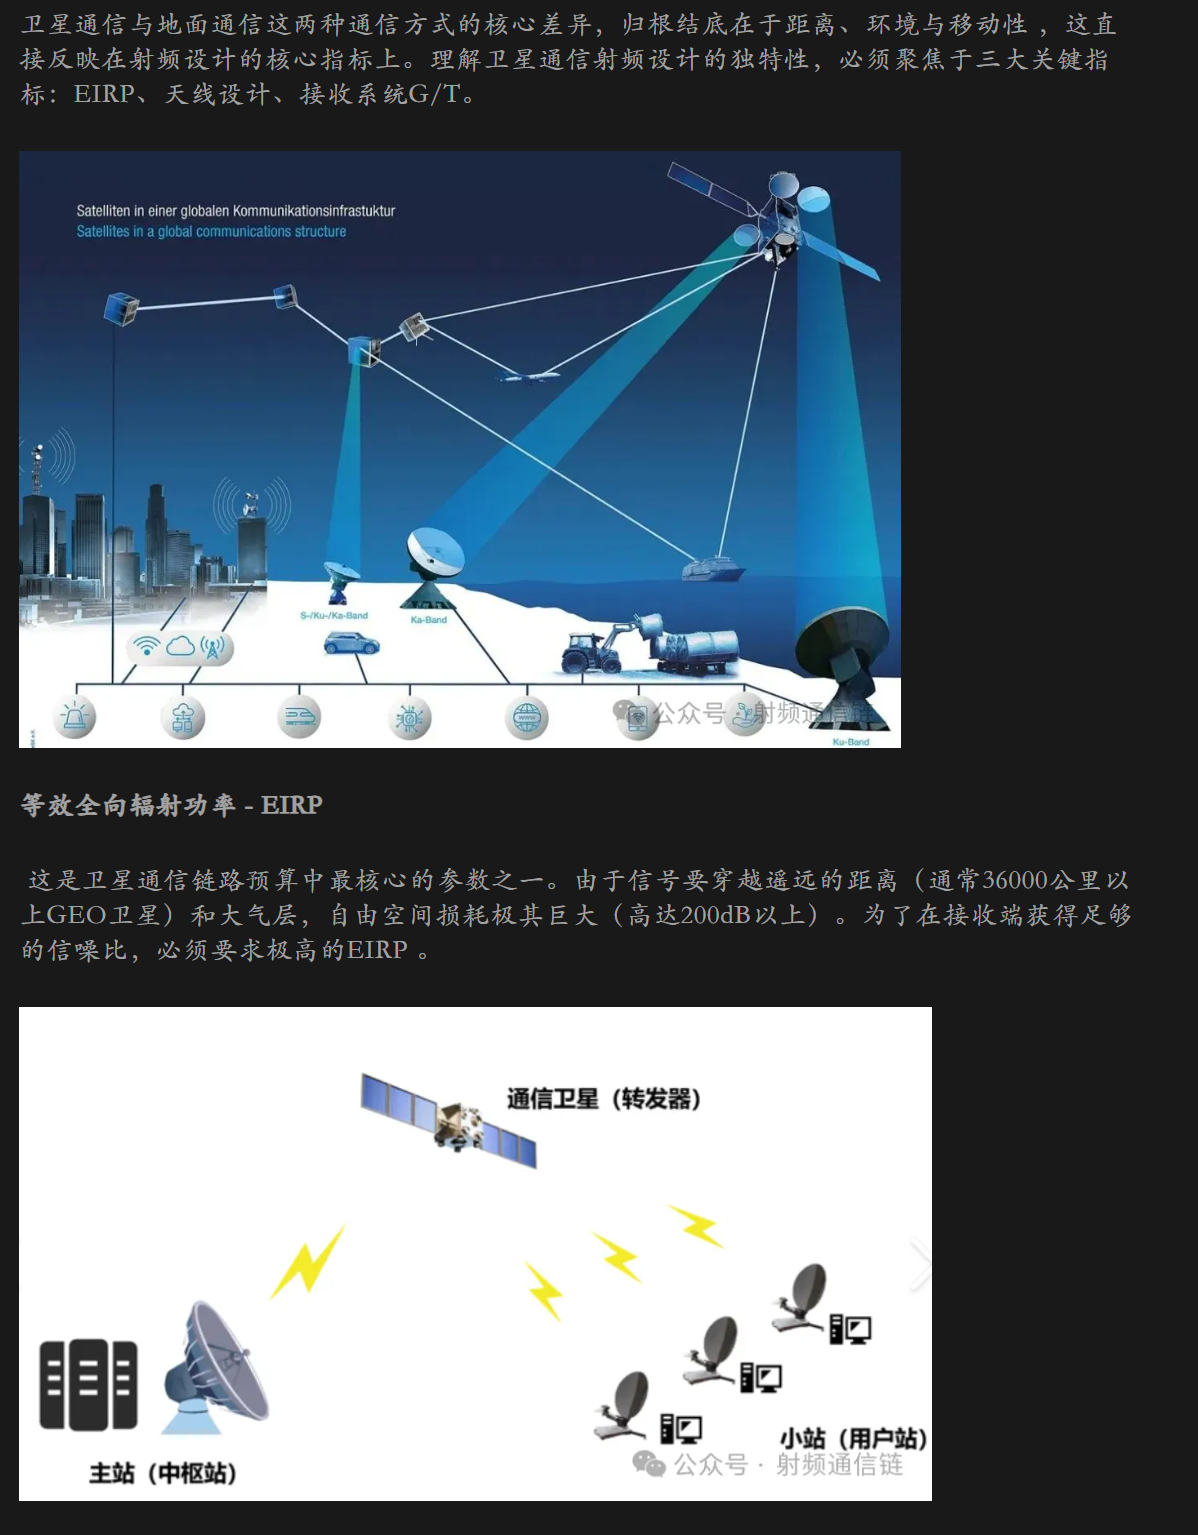 卫星通信与地面通信这两种通信方式的核心差异，归根结底在于距离、环境与移动性 ，这直
接反映在射频设计的核心指标上。理解卫星通信射频设计的独特性，必须聚焦于三大关键指
标：EIRP、天线设计、接收系统G/T。
Satelliten in einer globalen Kommunikationsinfrastuktur
Satellites in a global communications structure
S-/Ku-/Ka-Band
Ka-Band
www
公众号 · 射频通信链
Ku-Band
等效全向辐射功率 - EIRP
这是卫星通信链路预算中最核心的参数之一。由于信号要穿越遥远的距离（通常36000公里以
上GEO卫星）和大气层，自由空间损耗极其巨大（高达200dB以上）。为了在接收端获得足够
的信噪比，必须要求极高的EIRP 。
通信卫星（转发器）
小站（用户站）
公众号 · 射频通信链
主站（中枢站）